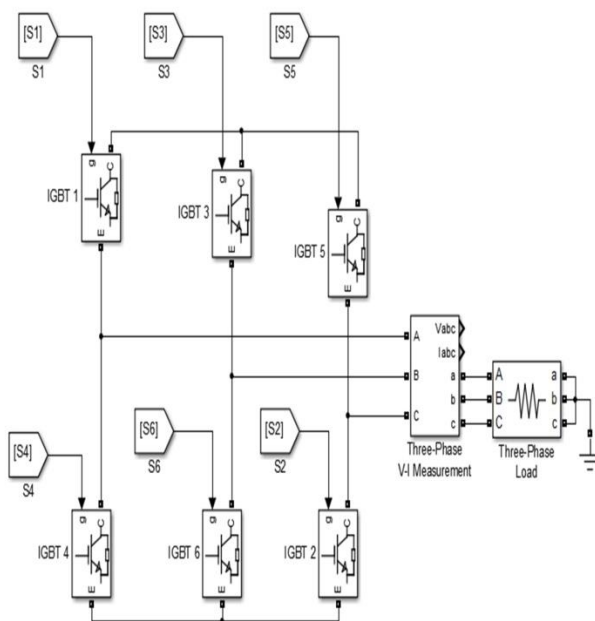 [S1]
S1
[S3]
S3
[S5]
S5
g
C
E
IGBT 1
g
C
E
IGBT 3
g
C
E
IGBT 5
A
B
C
Vabc
Iabc
a
b
c
Three-Phase
V-I Measurement
A
B
C
a
b
c
Three-Phase
Load
[S4]
S4
[S6]
S6
[S2]
S2
g
C
E
IGBT 4
g
C
E
IGBT 6
g
C
E
IGBT 2